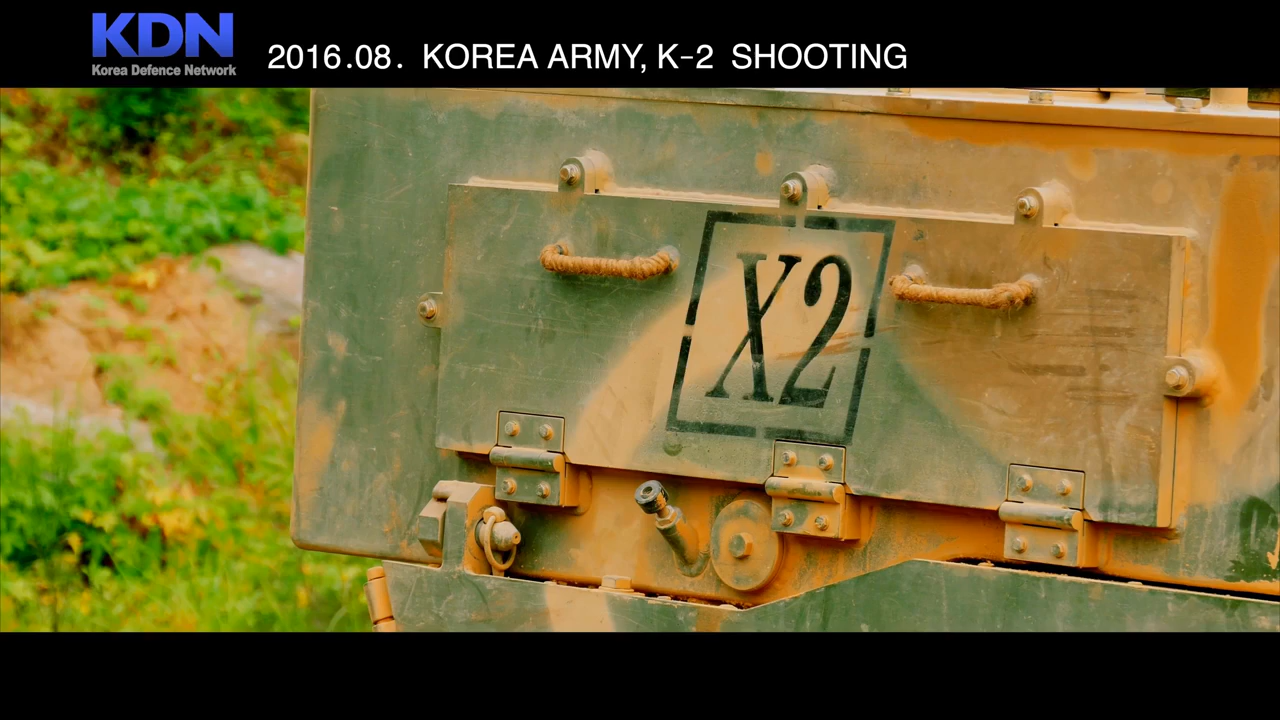 KDN
Korea Defence Network
2016.08. KOREA ARMY, K-2 SHOOTING
X2